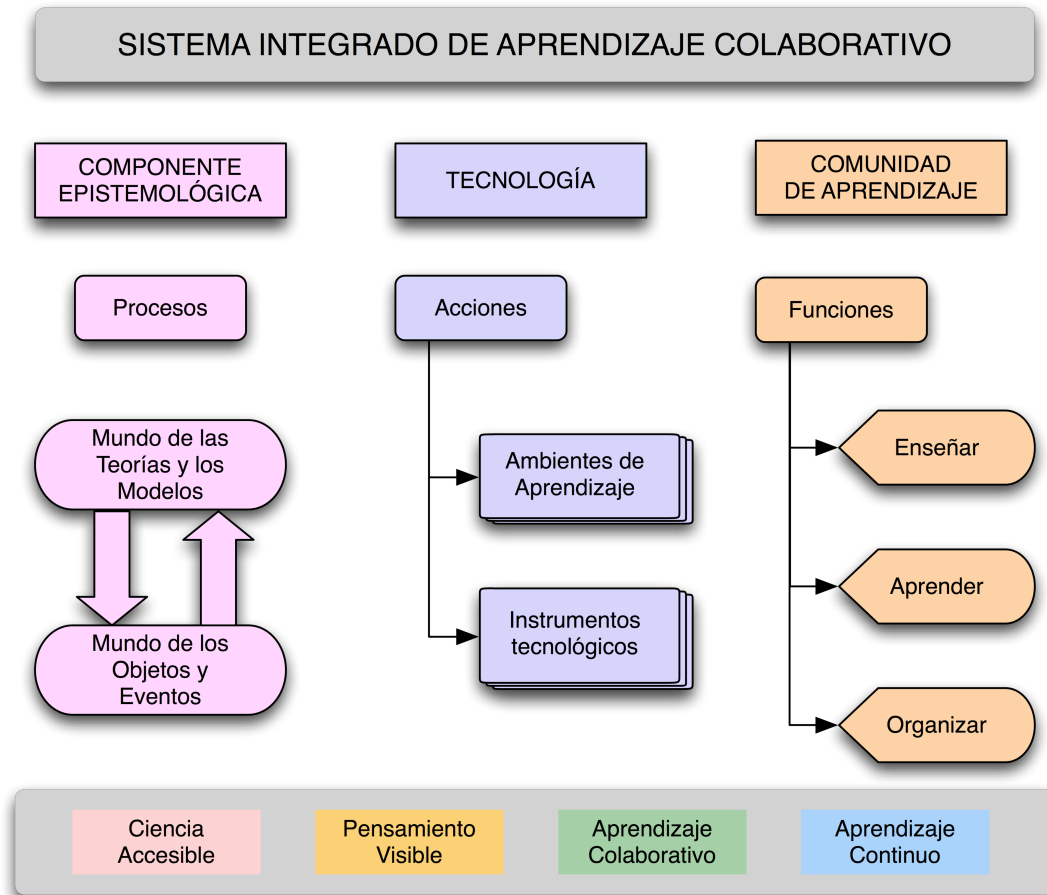 SISTEMA INTEGRADO DE APRENDIZAJE COLABORATIVO
COMPONENTE
EPISTEMOLÓGICA
TECNOLOGÍA
COMUNIDAD
DE APRENDIZAJE
Procesos
Acciones
Funciones
Mundo de las
Teorías y los
Modelos
Mundo de los
Objetos y
Eventos
Ambientes de
Aprendizaje
Instrumentos
tecnológicos
Enseñar
Aprender
Organizar
Ciencia
Accesible
Pensamiento
Visible
Aprendizaje
Colaborativo
Aprendizaje
Continuo